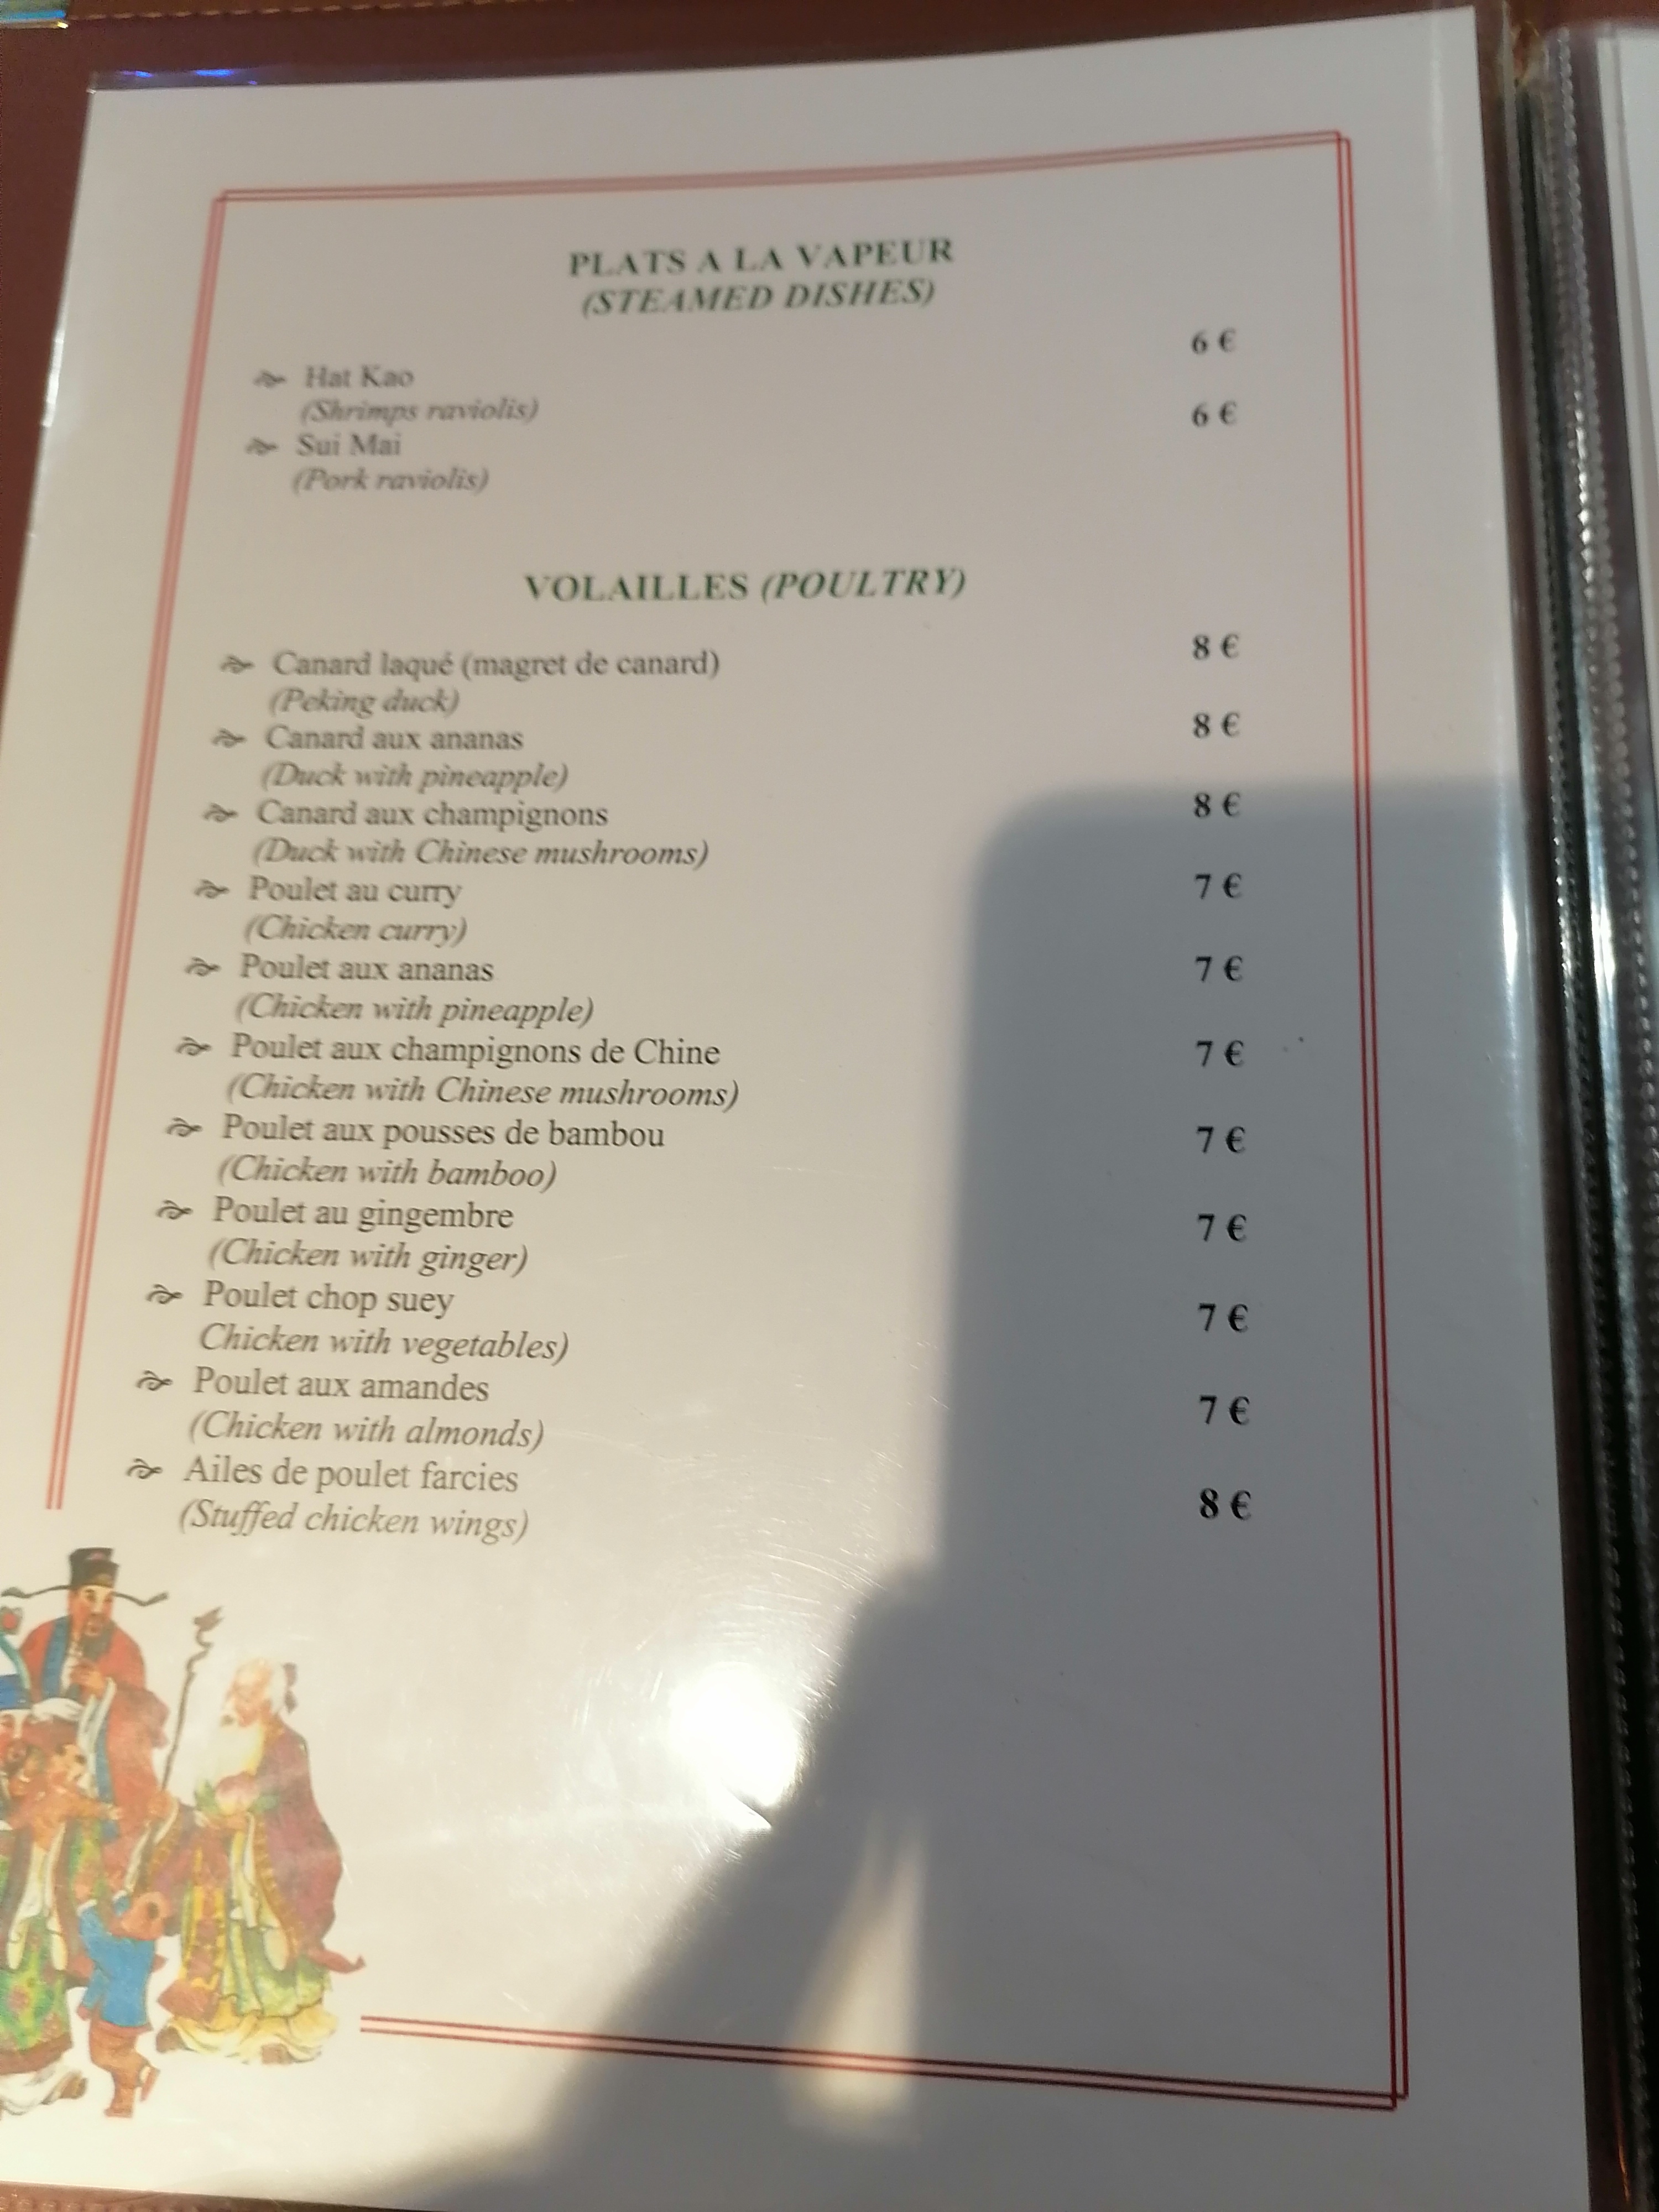 PLATS A LA VAPEUR
(STEAMED DISHES)
Hat Kao 6 €
(Shrimps raviolis)
Sui Mai 6 €
(Pork raviolis)
VOLAILLES (POULTRY)
Canard laqué (magret de canard) 8 €
(Peking duck)
Canard aux ananas 8 €
(Duck with pineapple)
Canard aux champignons 8 €
(Duck with Chinese mushrooms)
Poulet au curry 7 €
(Chicken curry)
Poulet aux ananas 7 €
(Chicken with pineapple)
Poulet aux champignons de Chine 7 €
(Chicken with Chinese mushrooms)
Poulet aux pousses de bambou 7 €
(Chicken with bamboo)
Poulet au gingembre 7 €
(Chicken with ginger)
Poulet chop suey 7 €
Chicken with vegetables)
Poulet aux amandes 7 €
(Chicken with almonds)
Ailes de poulet farcies 8 €
(Stuffed chicken wings)